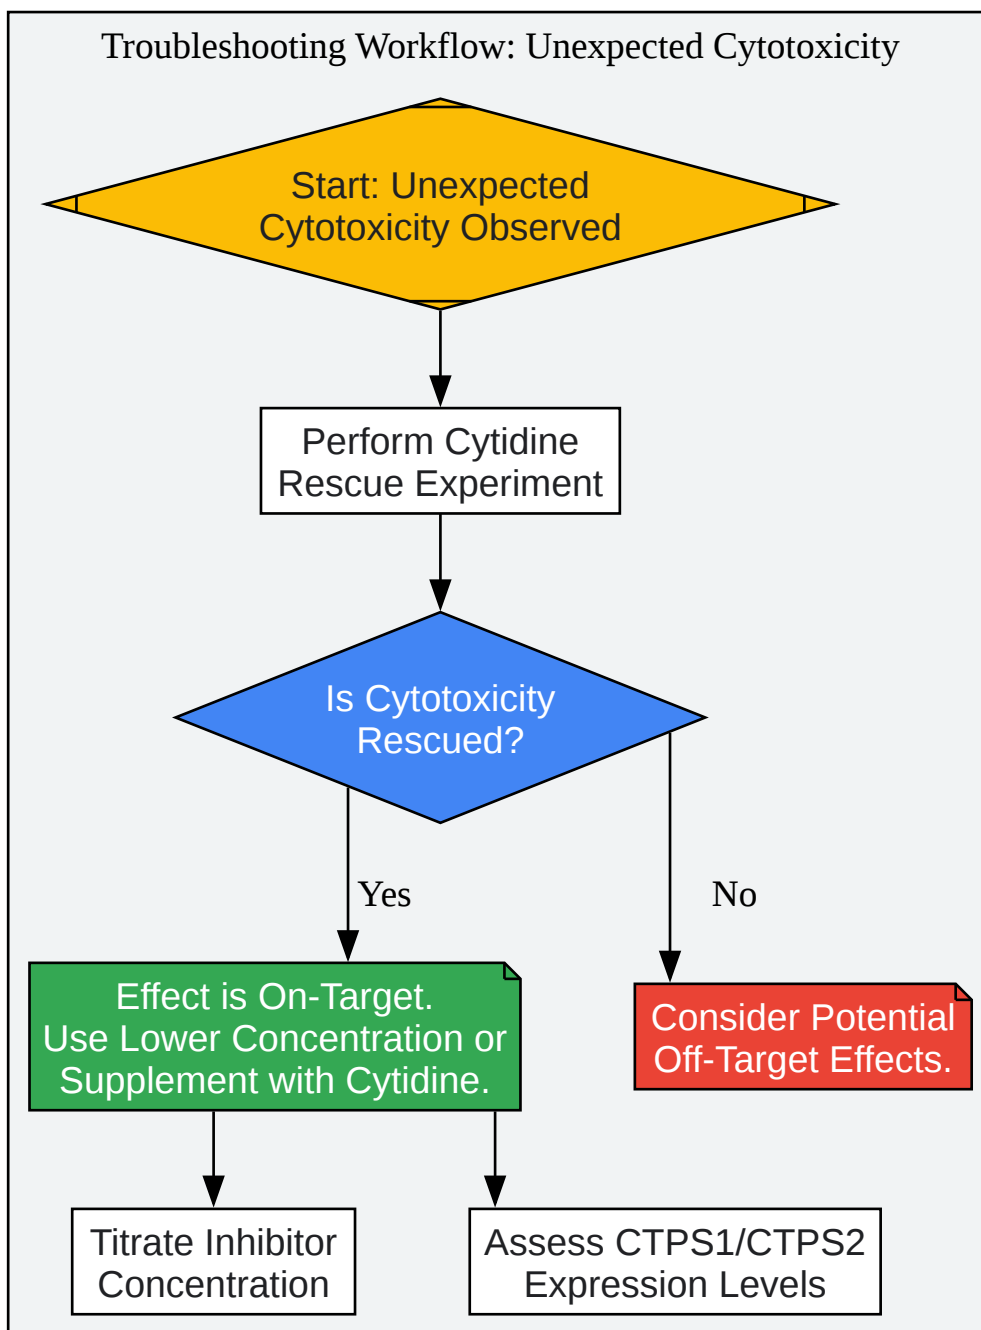 Troubleshooting Workflow: Unexpected Cytotoxicity
Start: Unexpected
Cytotoxicity Observed
Perform Cytidine
Rescue Experiment
Is Cytotoxicity
Rescued?
Yes
No
Effect is On-Target.
Use Lower Concentration or
Supplement with Cytidine.
Consider Potential
Off-Target Effects.
Titrate Inhibitor
Concentration
Assess CTPS1/CTPS2
Expression Levels